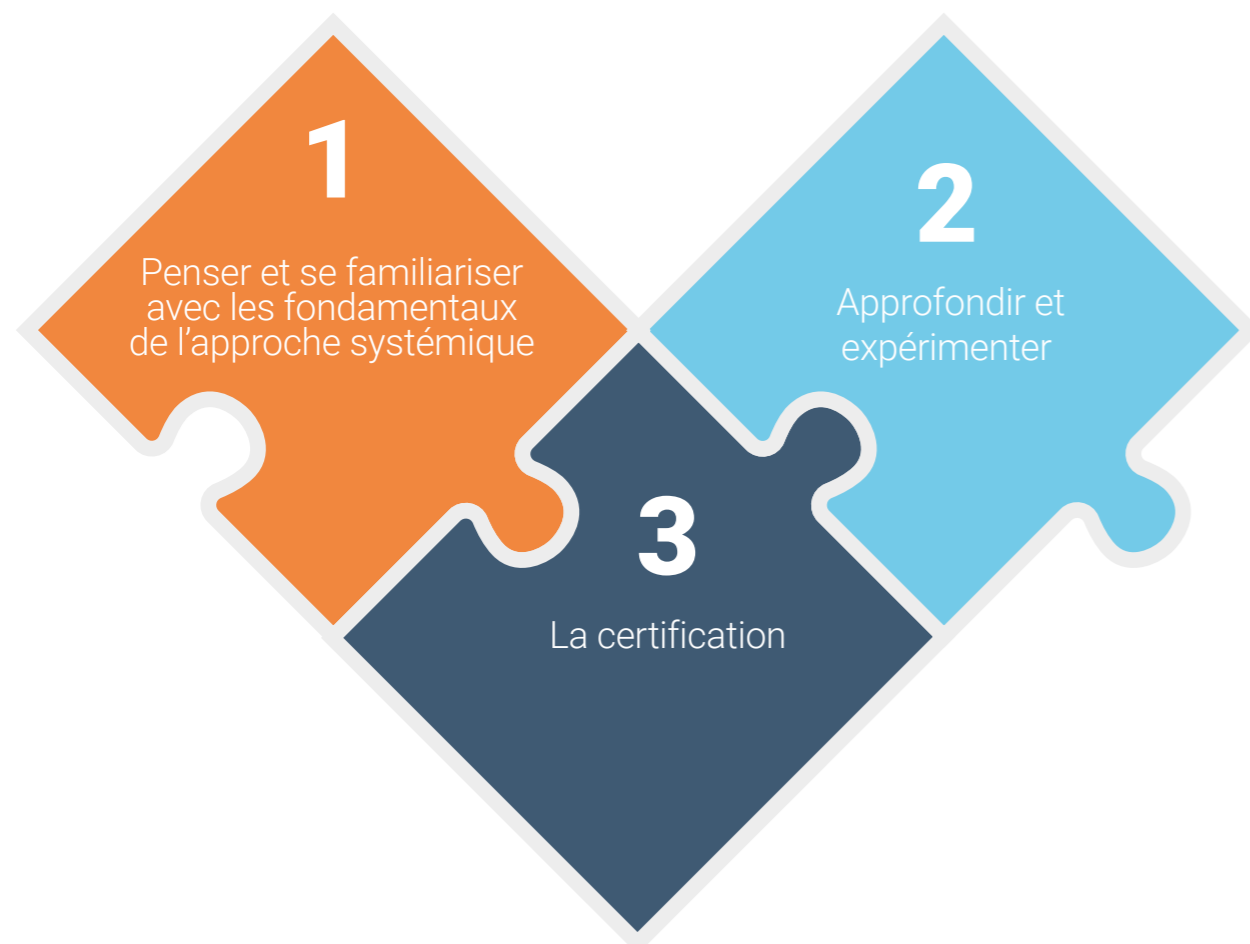 1
Penser et se familiariser
avec les fondamentaux
de l’approche systémique
2
Approfondir et
expérimenter
3
La certification